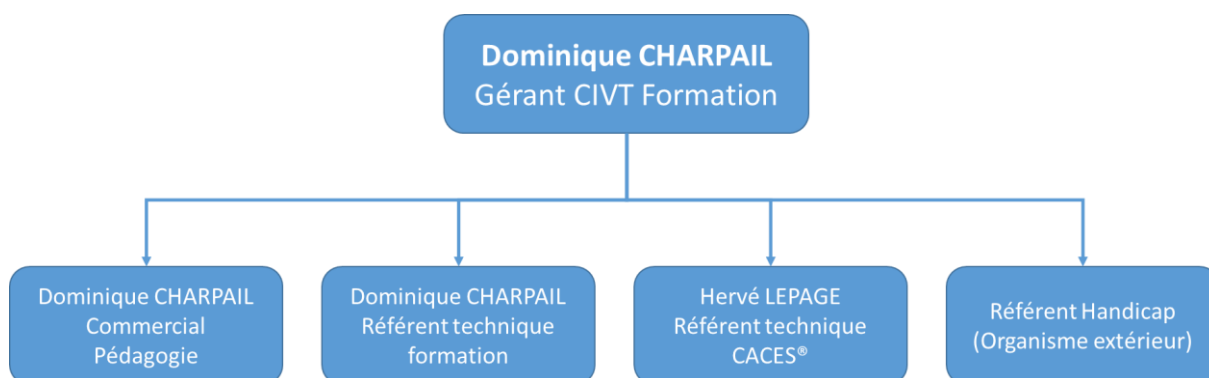 Dominique CHARPAIL
Gérant CIVT Formation
Dominique CHARPAIL
Commercial
Pédagogie
Dominique CHARPAIL
Référent technique
formation
Hervé LEPAGE
Référent technique
CACES®
Référent Handicap
(Organisme extérieur)